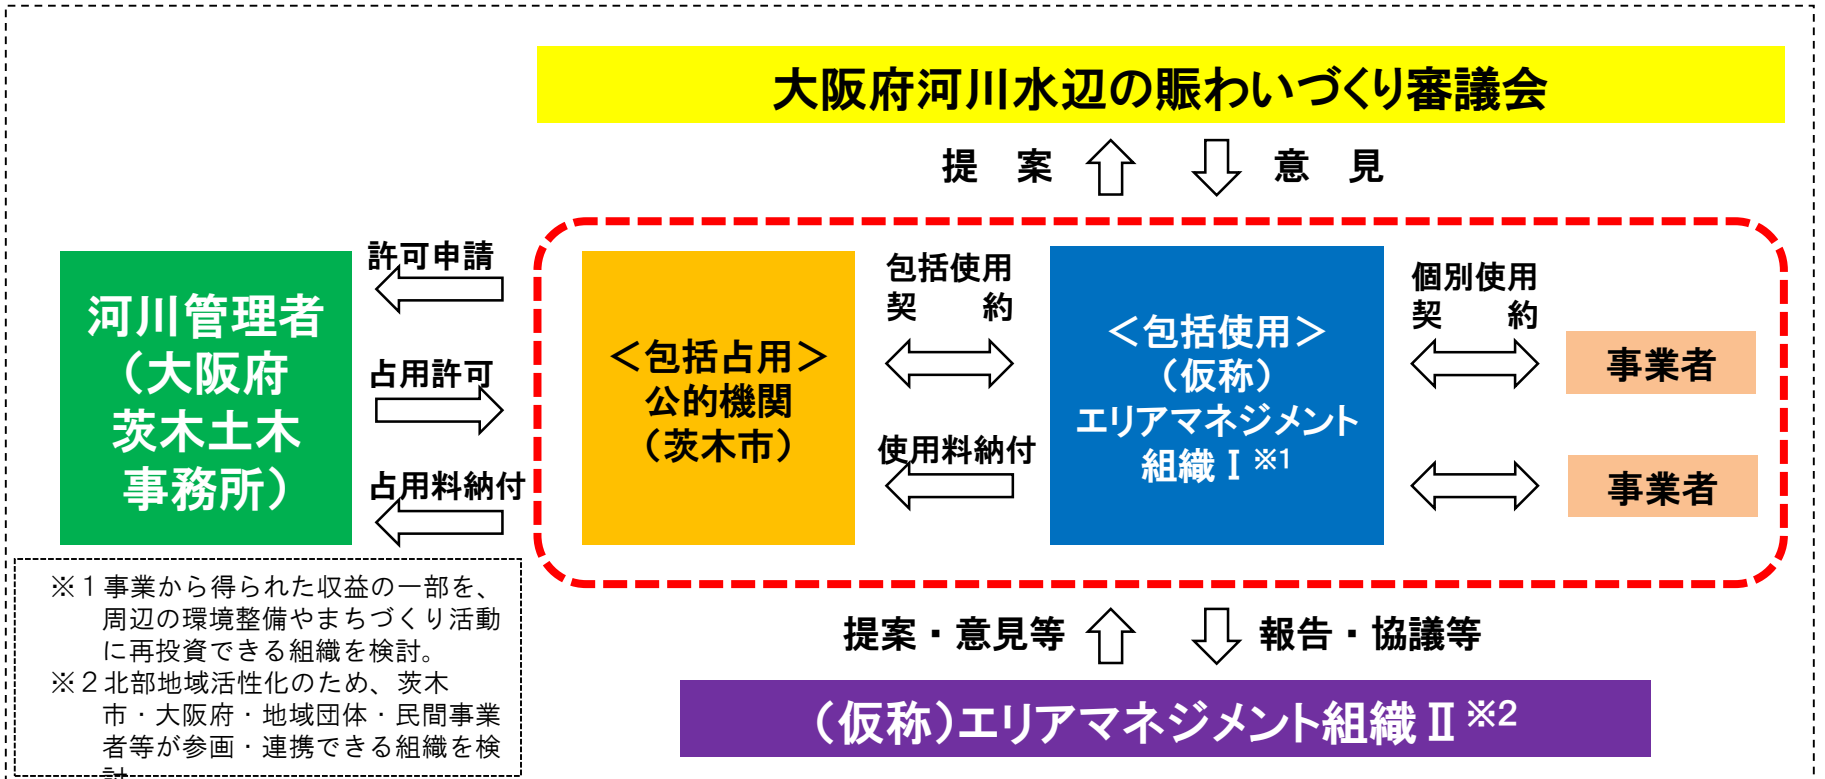 大阪府河川水辺の賑わいづくり審議会
提　案
意　見
許可申請
占用許可
占用料納付
河川管理者
（大阪府
茨木土木
事務所）
＜包括占用＞
公的機関
（茨木市）
包括使用
契　　約
使用料納付
＜包括使用＞
（仮称）
エリアマネジメント
組織Ⅰ※1
個別使用
契　　約
事業者
事業者
※１事業から得られた収益の一部を、
周辺の環境整備やまちづくり活動
に再投資できる組織を検討。
※２北部地域活性化のため、茨木
市・大阪府・地域団体・民間事業
者等が参画・連携できる組織を検
提案・意見等
報告・協議等
（仮称）エリアマネジメント組織Ⅱ※2